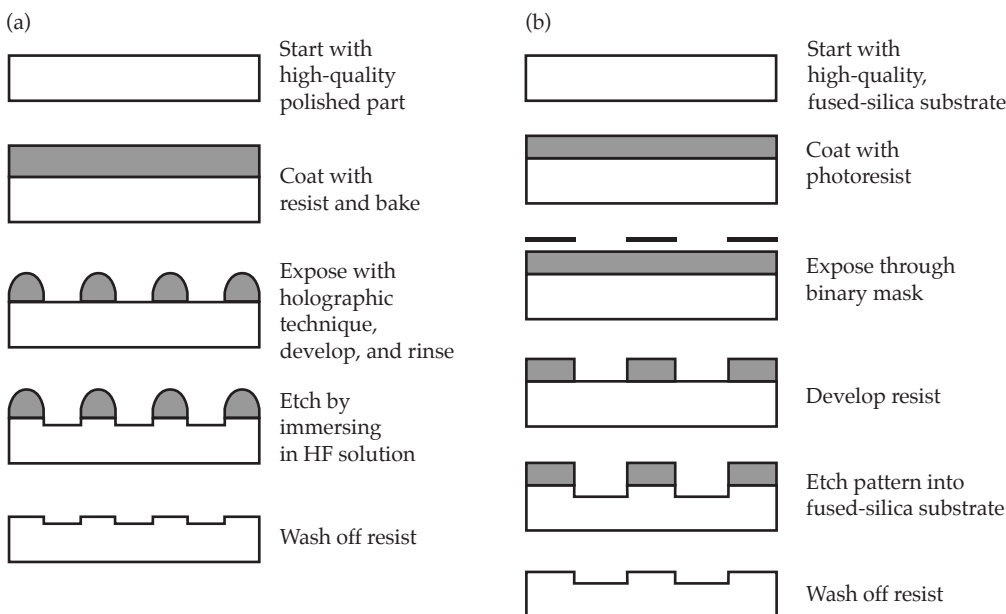 (a)
Start with
high-quality
polished part
Coat with
resist and bake
Expose with
holographic
technique,
develop, and rinse
Etch by
immersing
in HF solution
Wash off resist
(b)
Start with
high-quality,
fused-silica substrate
Coat with
photoresist
Expose through
binary mask
Develop resist
Etch pattern into
fused-silica substrate
Wash off resist